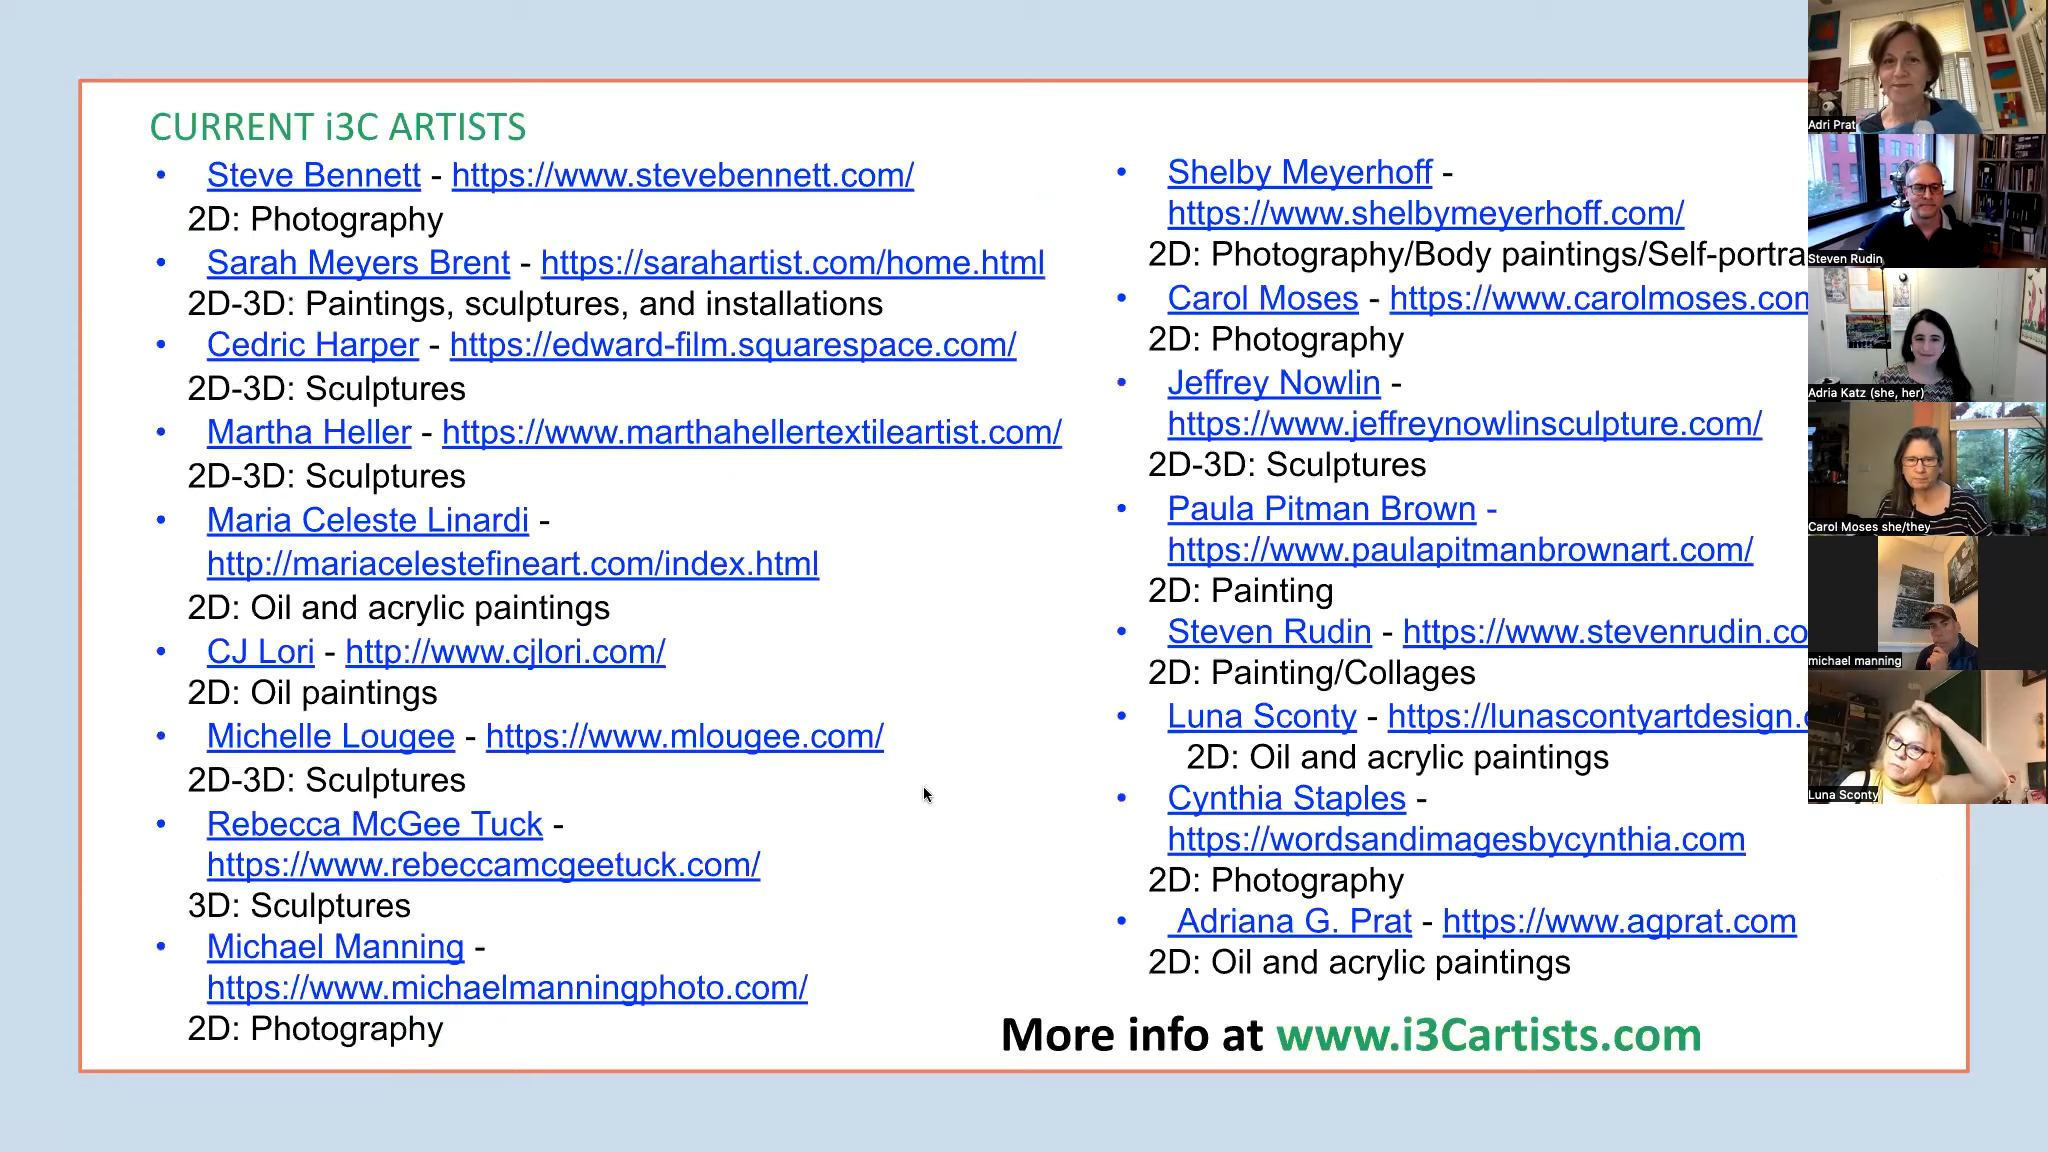 CURRENT i3C ARTISTS
• Steve Bennett - https://www.stevebennett.com/
2D: Photography
• Sarah Meyers Brent - https://sarahartist.com/home.html
2D-3D: Paintings, sculptures, and installations
• Cedric Harper - https://edward-film.squarespace.com/
2D-3D: Sculptures
• Martha Heller - https://www.marthahellertextileartist.com/
2D-3D: Sculptures
• Maria Celeste Linardi -
http://mariacelestefineart.com/index.html
2D: Oil and acrylic paintings
• CJ Lori - http://www.cjlori.com/
2D: Oil paintings
• Michelle Lougee - https://www.mlougee.com/
2D-3D: Sculptures
• Rebecca McGee Tuck -
https://www.rebeccamcgeetuck.com/
3D: Sculptures
• Michael Manning -
https://www.michaelmanningphoto.com/
2D: Photography
• Shelby Meyerhoff -
https://www.shelbymeyerhoff.com/
2D: Photography/Body paintings/Self-portra
• Carol Moses - https://www.carolmoses.com
2D: Photography
• Jeffrey Nowlin -
https://www.jeffreynowlinsculpture.com/
2D-3D: Sculptures
• Paula Pitman Brown -
https://www.paulapitmanbrownart.com/
2D: Painting
• Steven Rudin - https://www.stevenrudin.co
2D: Painting/Collages
• Luna Sconty - https://lunascontyartdesign.
2D: Oil and acrylic paintings
• Cynthia Staples -
https://wordsandimagesbycynthia.com
2D: Photography
• Adriana G. Prat - https://www.agprat.com
2D: Oil and acrylic paintings
More info at www.i3Cartists.com
Adri Prat
Steven Rudin
Adria Katz (she, her)
Carol Moses she/they
michael manning
Luna Sconty